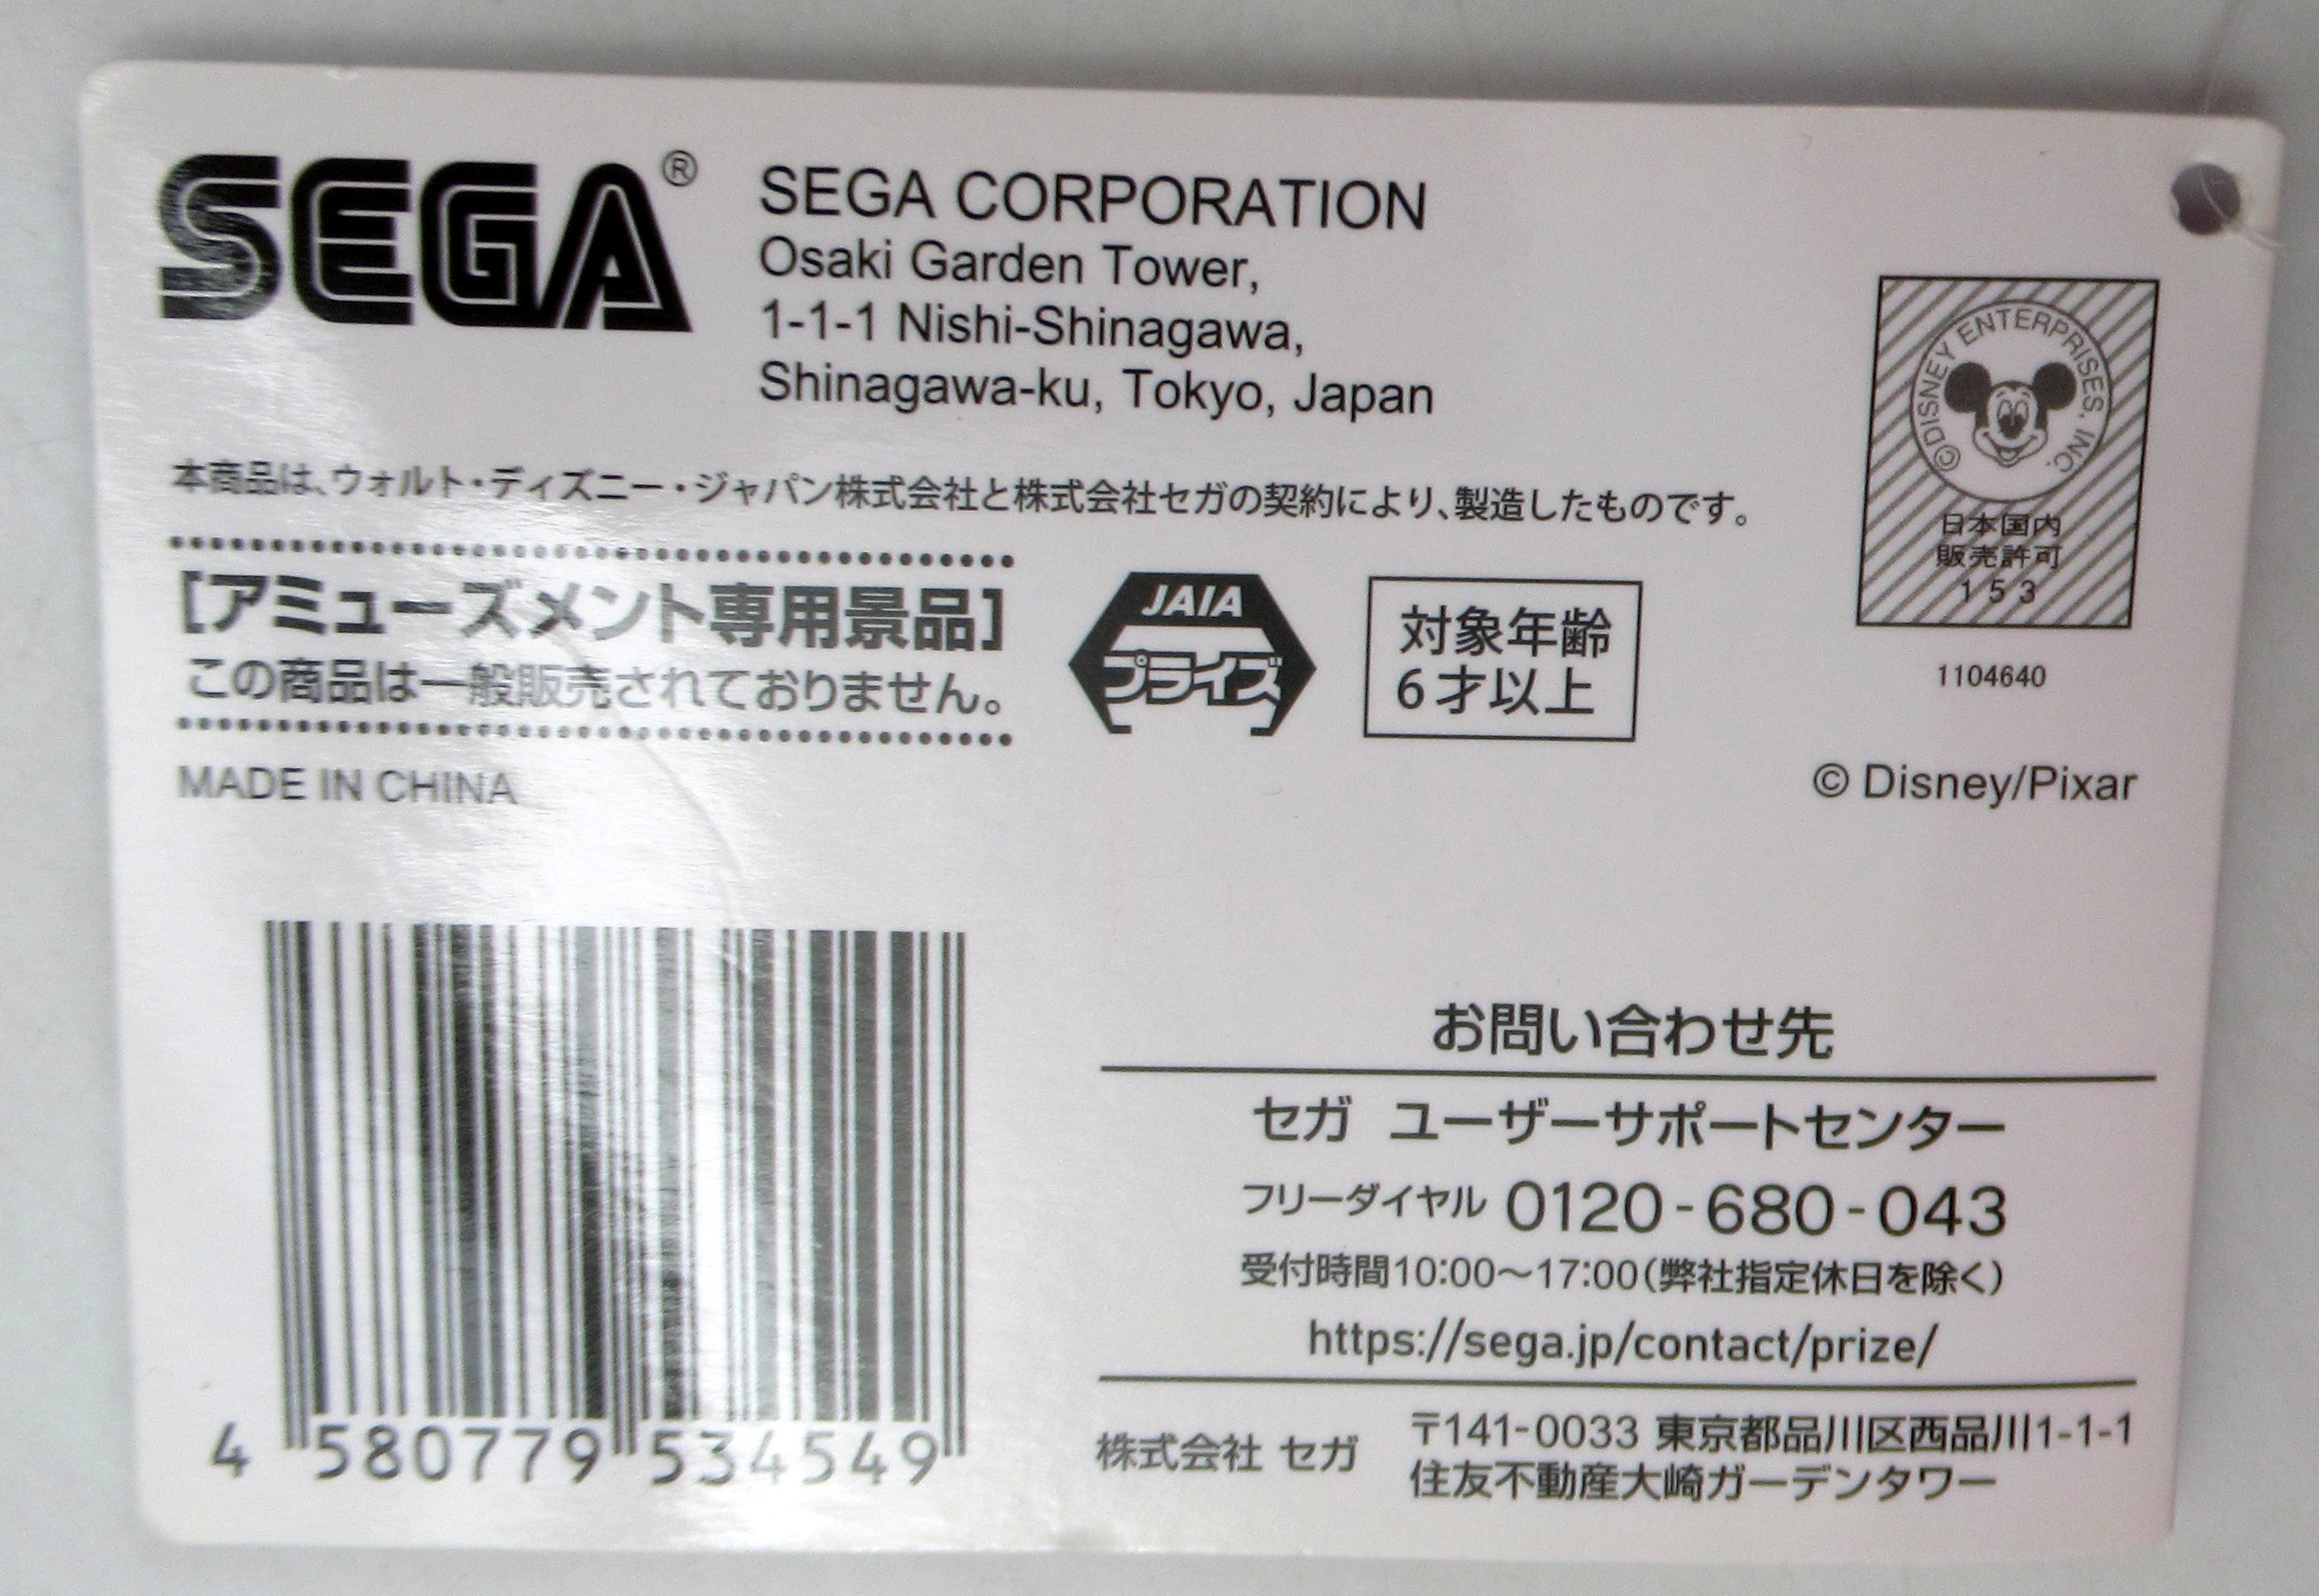 SEGA®
SEGA CORPORATION
Osaki Garden Tower,
1-1-1 Nishi-Shinagawa,
Shinagawa-ku, Tokyo, Japan
©DISNEY ENTERPRISES, INC.
日本国内
販売許可
153
1104640
© Disney/Pixar
本商品は、ウォルト・ディズニー・ジャパン株式会社と株式会社セガの契約により、製造したものです。
[アミューズメント専用景品]
この商品は一般販売されておりません。
JAIA
プライズ
対象年齢
6才以上
MADE IN CHINA
4 580779 534549
お問い合わせ先
セガ ユーザーサポートセンター
フリーダイヤル 0120-680-043
受付時間10:00～17:00(弊社指定休日を除く)
https://sega.jp/contact/prize/
株式会社 セガ
〒141-0033 東京都品川区西品川1-1-1
住友不動産大崎ガーデンタワー